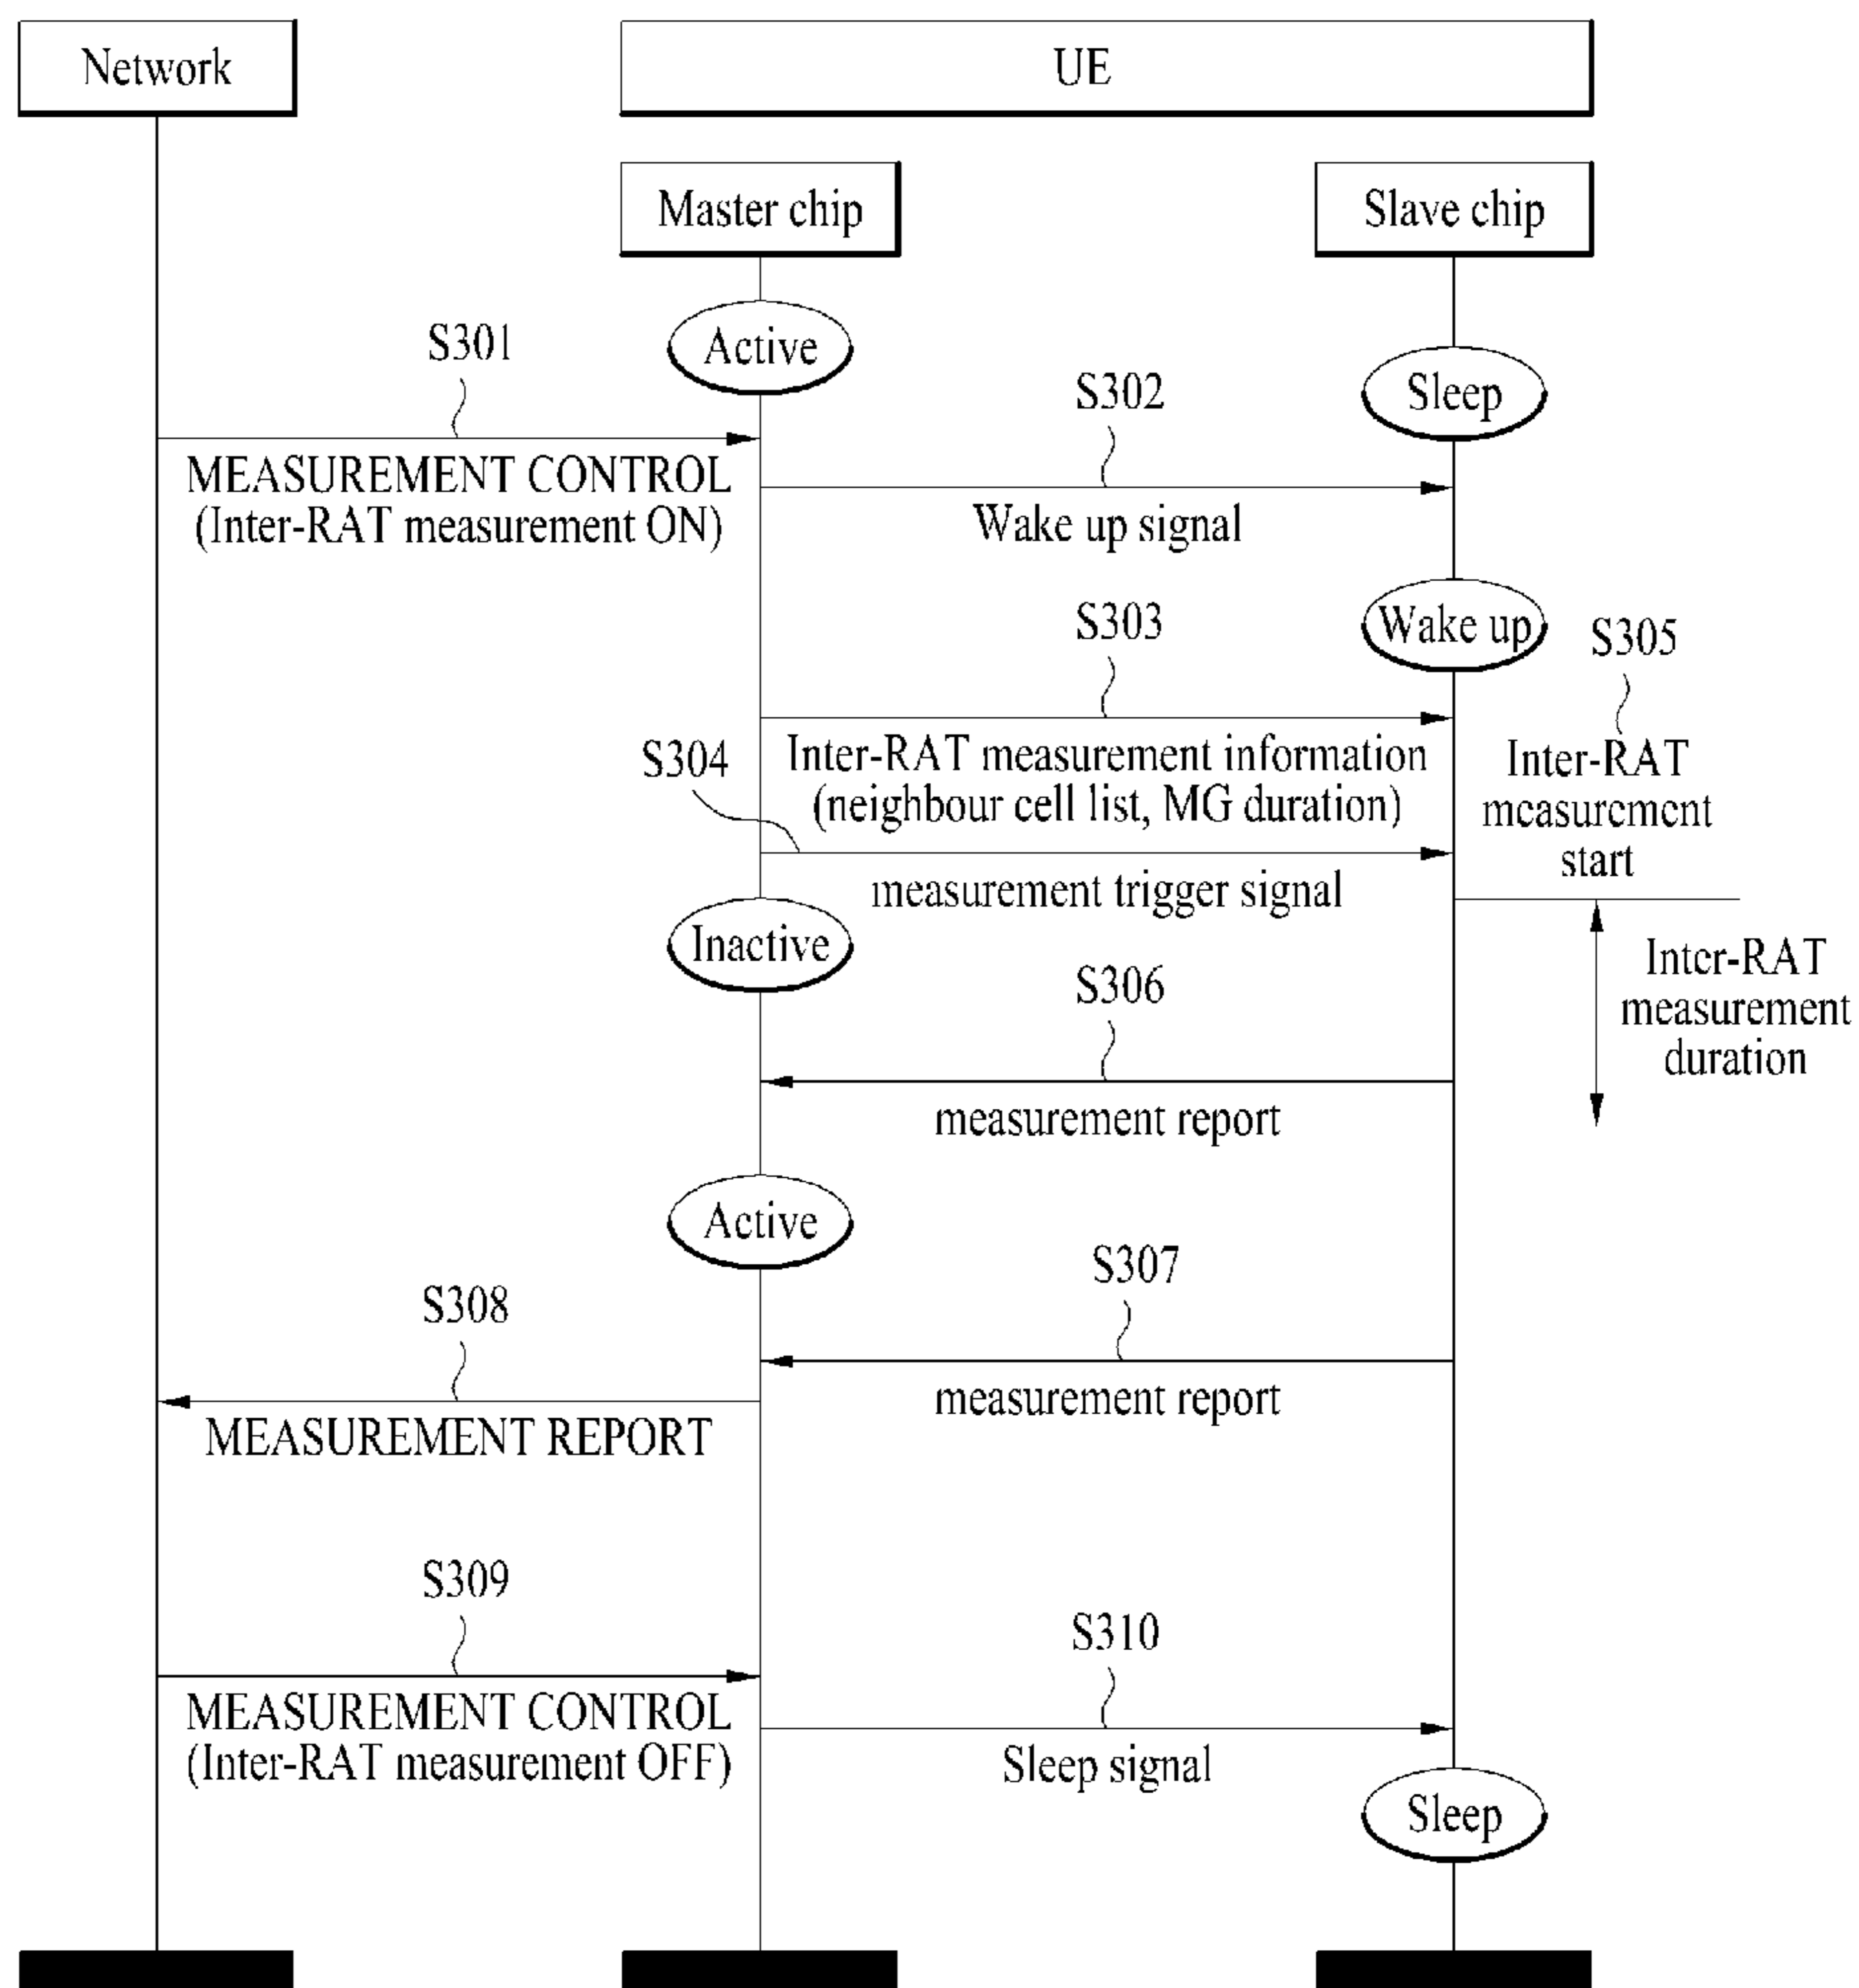 Network
UE
Master chip
Slave chip
Active
Sleep
S301
MEASUREMENT CONTROL
(Inter-RAT measurement ON)
S302
Wake up signal
Wake up
S303
Inter-RAT measurement information
(neighbour cell list, MG duration)
S304
measurement trigger signal
S305
Inter-RAT
measurement
start
Inactive
Inter-RAT
measurement
duration
S306
measurement report
Active
S307
measurement report
S308
MEASUREMENT REPORT
S309
MEASUREMENT CONTROL
(Inter-RAT measurement OFF)
S310
Sleep signal
Sleep